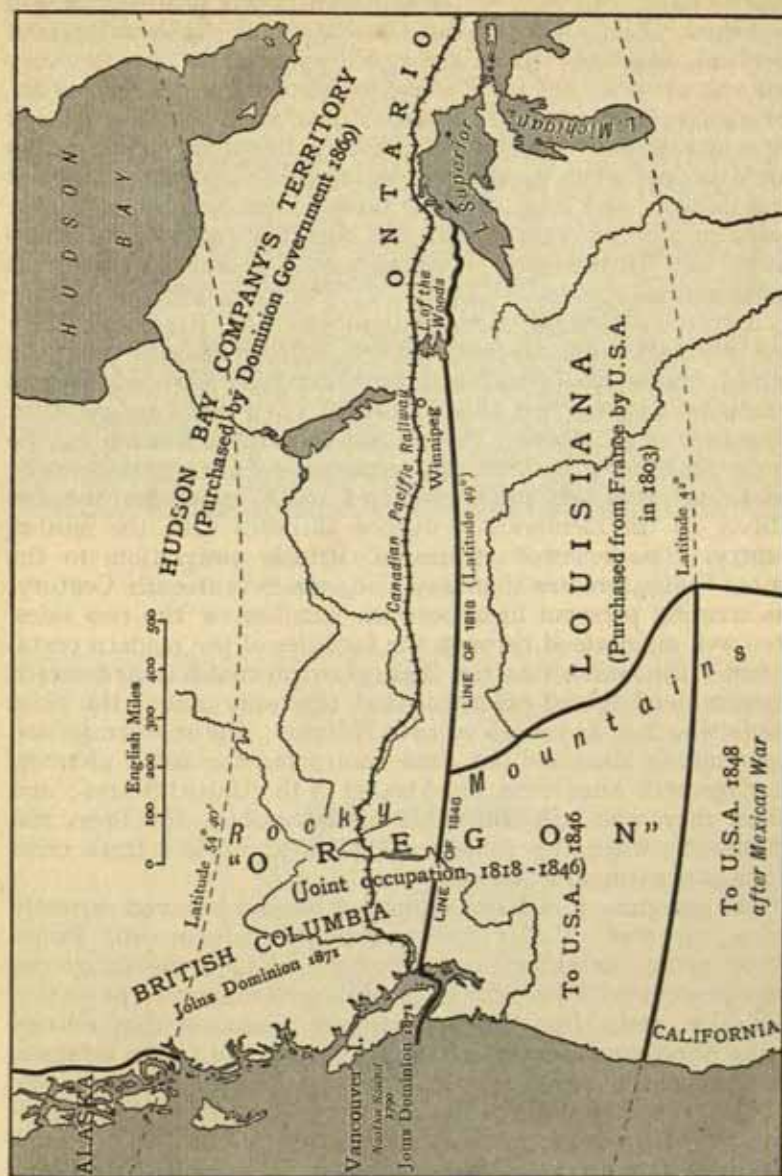 HUDSON
BAY
HUDSON BAY COMPANY'S TERRITORY
(Purchased by Dominion Government 1869)
ONTARIO
L. Superior
L. Michigan
L. of the
Woods
Canadian Pacific Railway
Winnipeg
LINE OF 1818 (Latitude 49°)
LOUISIANA
(Purchased from France by U.S.A.
in 1803)
Latitude 42°
English Miles
0 100 200 300 400 500
Latitude 54° 40'
Rocky Mountains
"OREGON"
(Joint occupation 1818-1846)
LINE OF 1846
BRITISH COLUMBIA
Joins Dominion 1871
ALASKA
Vancouver I.
Nootka Sound
1790
Joins Dominion 1871
To U.S.A. 1846
To U.S.A. 1848
after Mexican War
CALIFORNIA